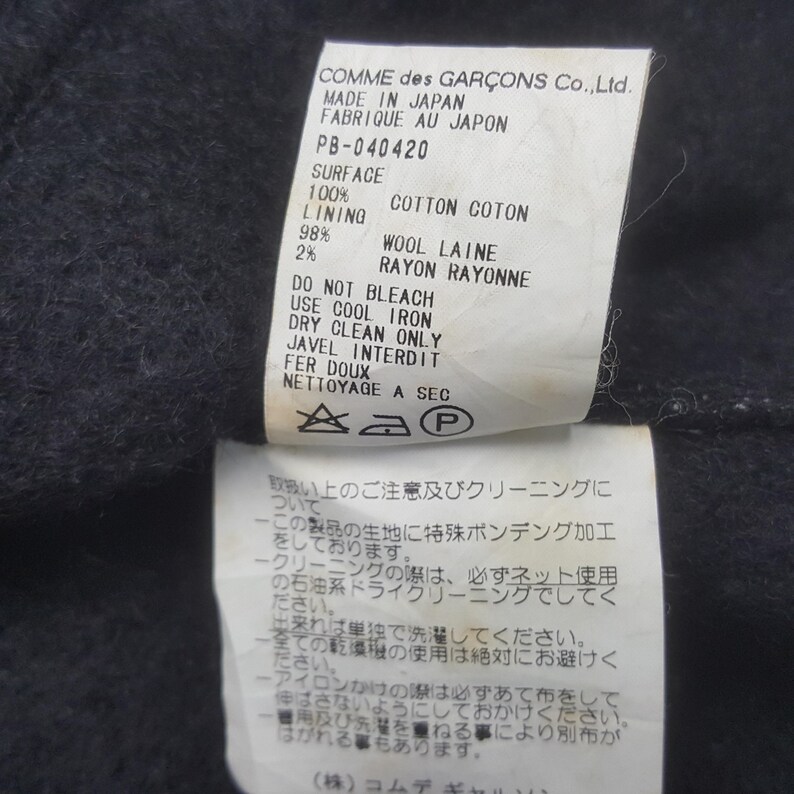 COMME des GARÇONS Co.,Ltd.
MADE IN JAPAN
FABRIQUE AU JAPON
PB-040420
SURFACE
100% COTTON COTON
LINING
98% WOOL LAINE
2% RAYON RAYONNE
DO NOT BLEACH
USE COOL IRON
DRY CLEAN ONLY
JAVEL INTERDIT
FER DOUX
NETTOYAGE A SEC
P
取扱い上のご注意及びクリーニングに
ついて
ーこの製品の生地に特殊ボンデング加工
をしております。
ークリーニングの際は、必ずネット使用
の石油系ドライクリーニングでしてく
ださい。
出来れば単独で洗濯してください。
ー全ての乾燥機の使用は絶対にお避けく
ださい。
ーアイロンかけの際は必ずあて布をして
伸ばさないようにしておかけください。
ー着用及び洗濯を重ねる事により別布が
はがれる事もあります。
(株) コムデ ギャルソン